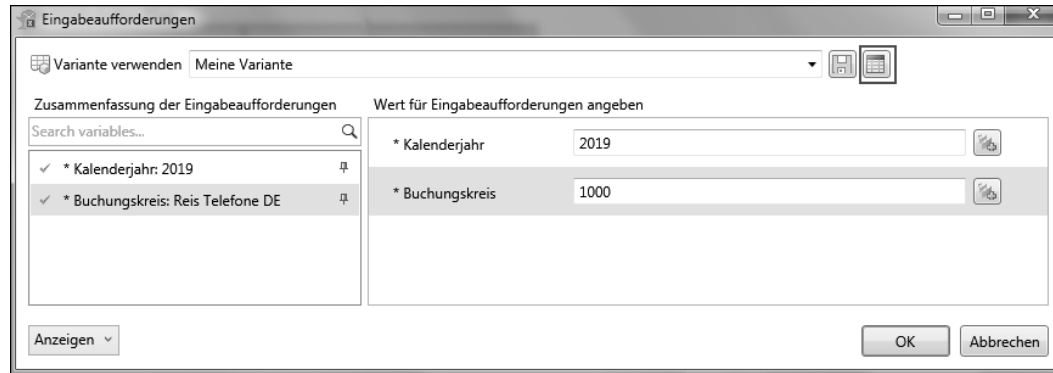 Eingabeaufforderungen
Variante verwenden Meine Variante
Zusammenfassung der Eingabeaufforderungen
Search variables...
* Kalenderjahr: 2019
* Buchungskreis: Reis Telefone DE
Wert für Eingabeaufforderungen angeben
* Kalenderjahr 2019
* Buchungskreis 1000
Anzeigen
OK
Abbrechen